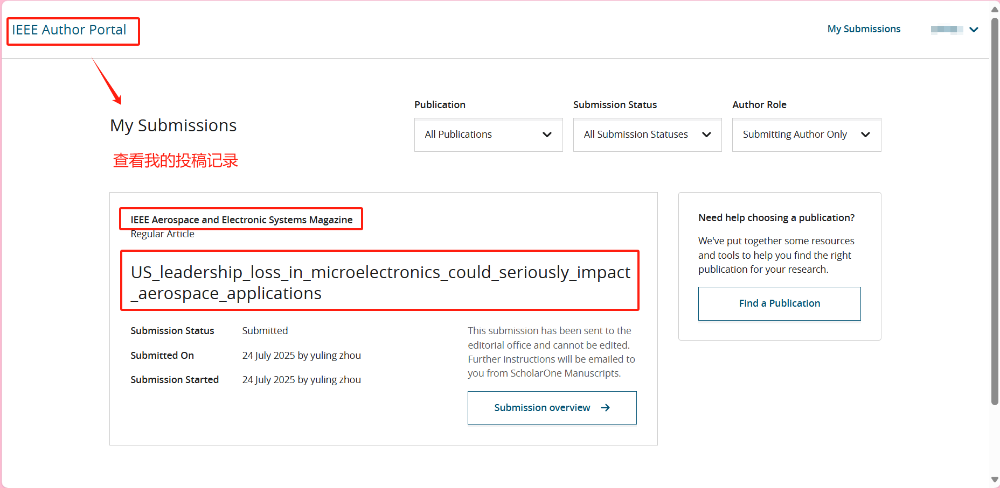 IEEE Author Portal
My Submissions
My Submissions
查看我的投稿记录
Publication
All Publications
Submission Status
All Submission Statuses
Author Role
Submitting Author Only
IEEE Aerospace and Electronic Systems Magazine
Regular Article
US_leadership_loss_in_microelectronics_could_seriously_impact
_aerospace_applications
Submission Status Submitted
Submitted On 24 July 2025 by yuling zhou
Submission Started 24 July 2025 by yuling zhou
This submission has been sent to the
editorial office and cannot be edited.
Further instructions will be emailed to
you from ScholarOne Manuscripts.
Submission overview
Need help choosing a publication?
We've put together some resources
and tools to help you find the right
publication for your research.
Find a Publication